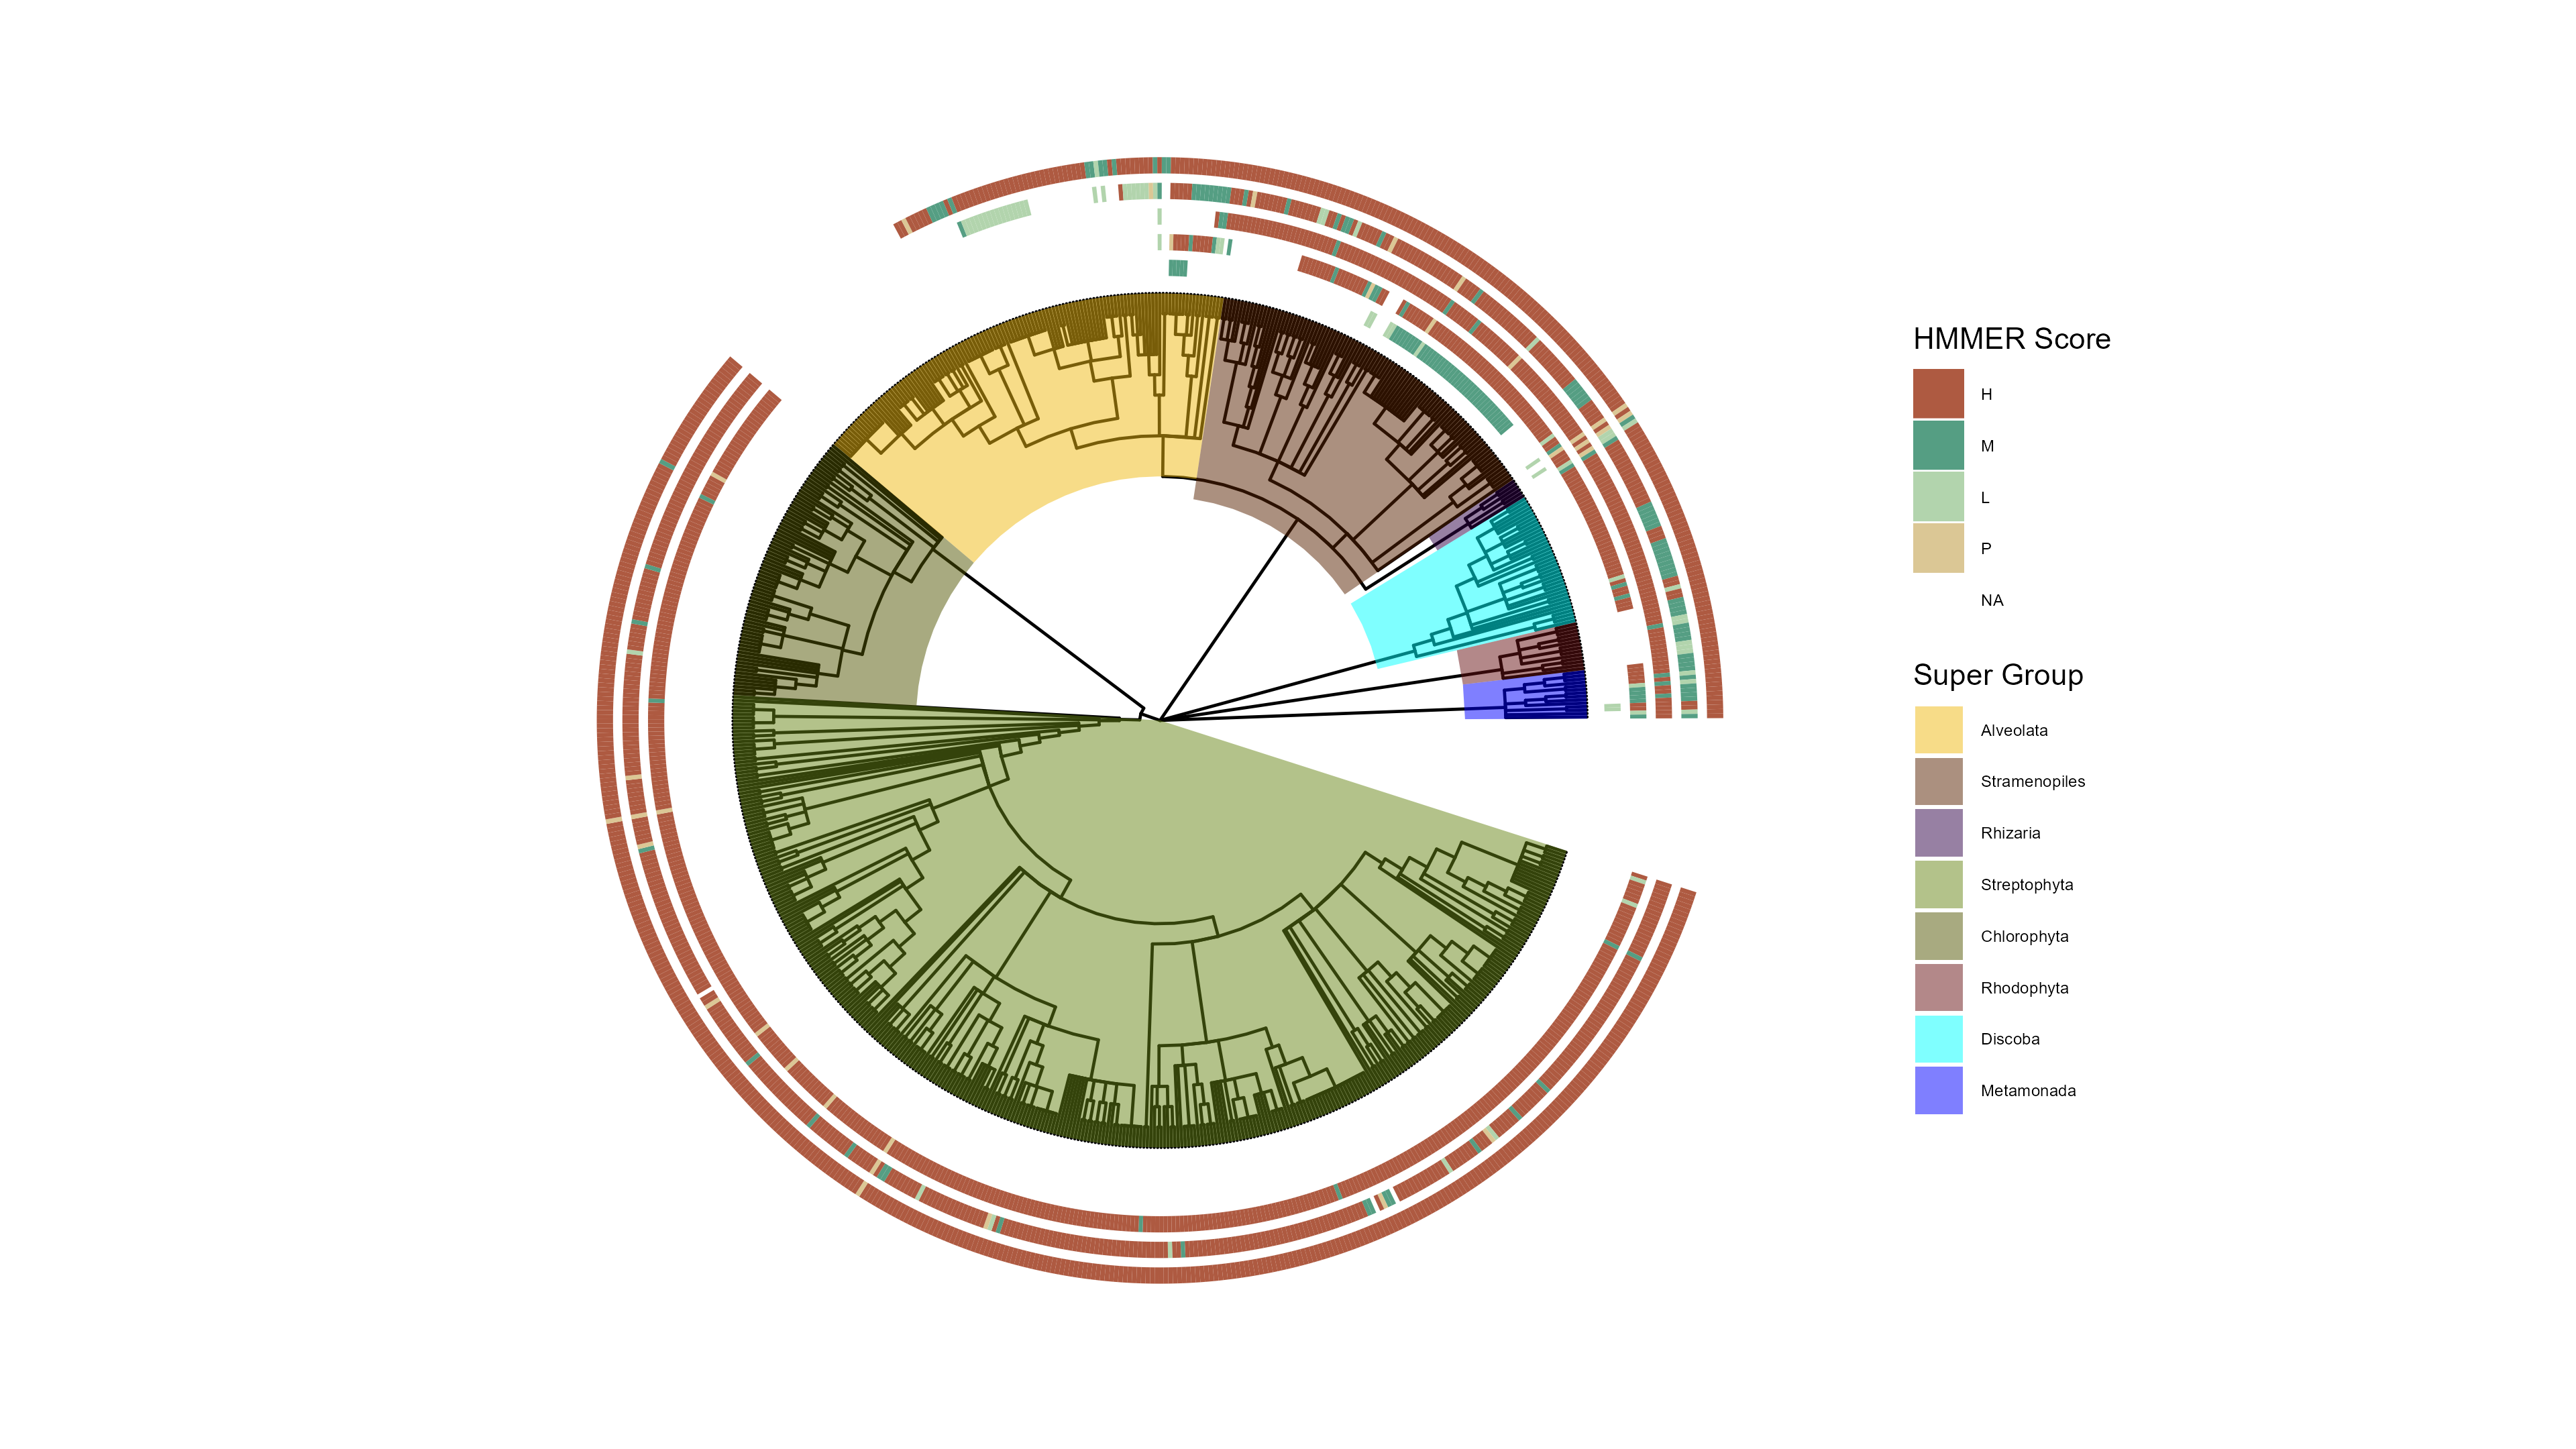 HMMER Score
H
M
L
P
NA
Super Group
Alveolata
Stramenopiles
Rhizaria
Streptophyta
Chlorophyta
Rhodophyta
Discoba
Metamonada